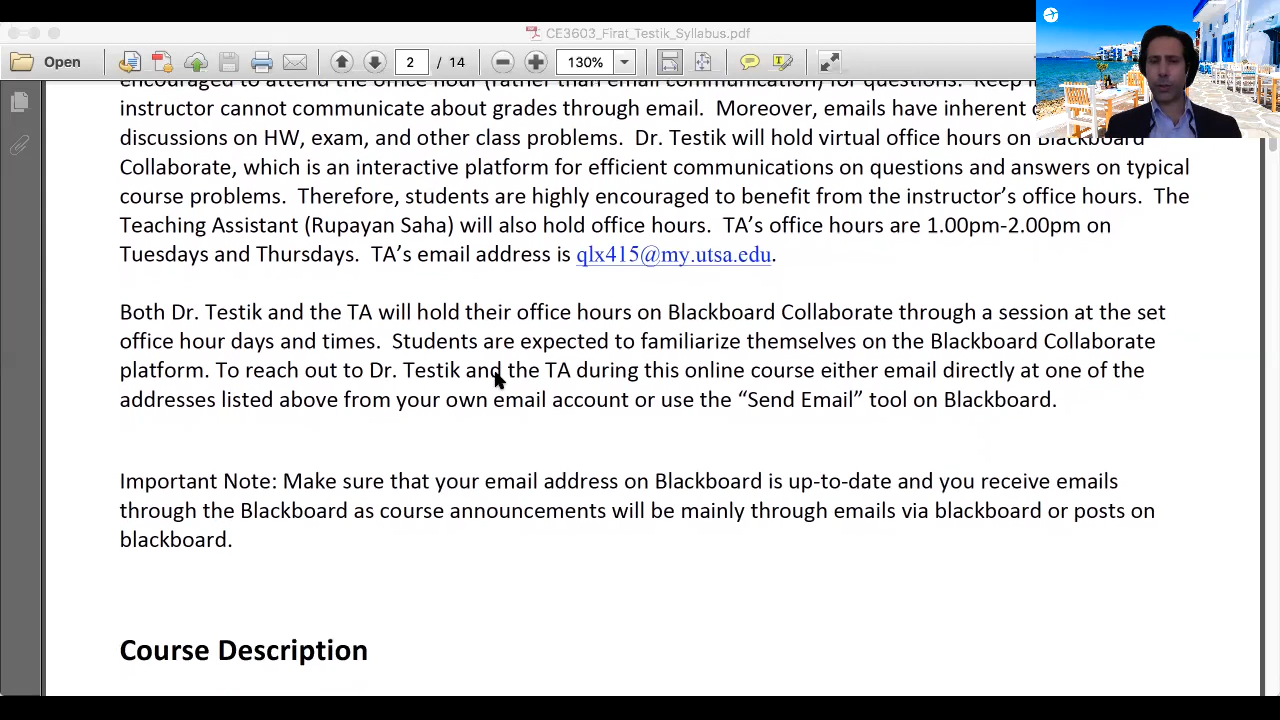 CE3603_Firat_Testik_Syllabus.pdf
Open 2 / 14 130%
encouraged to attend the office hour
instructor cannot communicate about grades through email.  Moreover, emails have inherent
discussions on HW, exam, and other class problems.  Dr. Testik will hold virtual office hours on Blackboard
Collaborate, which is an interactive platform for efficient communications on questions and answers on typical
course problems.  Therefore, students are highly encouraged to benefit from the instructor’s office hours.  The
Teaching Assistant (Rupayan Saha) will also hold office hours.  TA’s office hours are 1.00pm-2.00pm on
Tuesdays and Thursdays.  TA’s email address is qlx415@my.utsa.edu.
Both Dr. Testik and the TA will hold their office hours on Blackboard Collaborate through a session at the set
office hour days and times.  Students are expected to familiarize themselves on the Blackboard Collaborate
platform. To reach out to Dr. Testik and the TA during this online course either email directly at one of the
addresses listed above from your own email account or use the “Send Email” tool on Blackboard.
Important Note: Make sure that your email address on Blackboard is up-to-date and you receive emails
through the Blackboard as course announcements will be mainly through emails via blackboard or posts on
blackboard.
Course Description